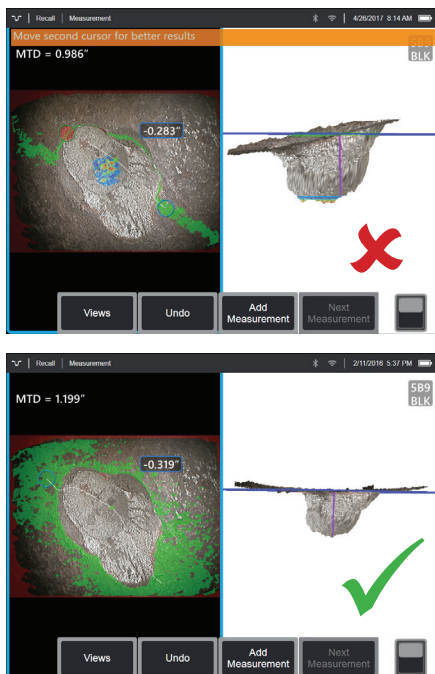 Recall Measurement 4/26/2017 8:14 AM
Move second cursor for better results
MTD = 0.986"
BLK
-0.283"
Views Undo Add Measurement Next Measurement
Recall Measurement 2/11/2016 5:37 PM
5B9
BLK
MTD = 1.199"
-0.319"
Views Undo Add Measurement Next Measurement